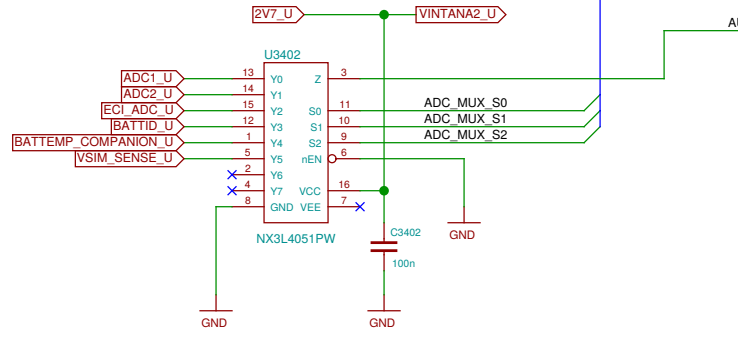 2V7_U VINTANA2_U
AU
U3402
ADC1_U 13 Y0 Z 3
ADC2_U 14 Y1
ECI_ADC_U 15 Y2 S0 11 ADC_MUX_S0
BATTID_U 12 Y3 S1 10 ADC_MUX_S1
BATTEMP_COMPANION_U 1 Y4 S2 9 ADC_MUX_S2
VSIM_SENSE_U 5 Y5 nEN 6
2 Y6
4 Y7 VCC 16
8 GND VEE 7
NX3L4051PW
C3402
100n
GND
GND
GND